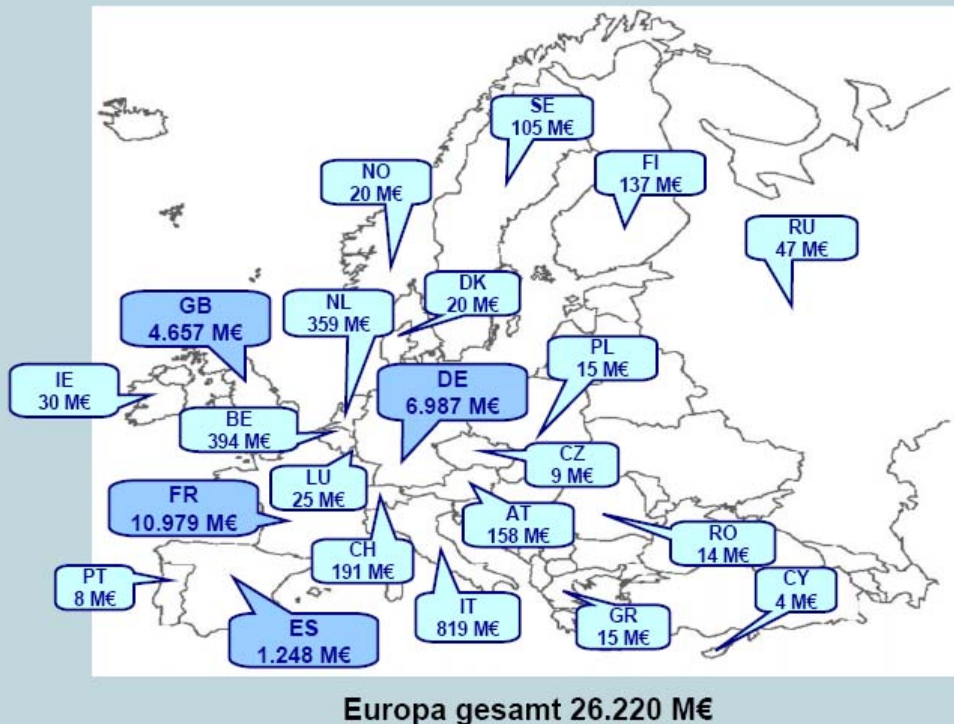 SE
105 M€
FI
137 M€
NO
20 M€
RU
47 M€
DK
20 M€
NL
359 M€
GB
4.657 M€
PL
15 M€
DE
6.987 M€
IE
30 M€
BE
394 M€
CZ
9 M€
LU
25 M€
FR
10.979 M€
AT
158 M€
RO
14 M€
CH
191 M€
PT
8 M€
CY
4 M€
IT
819 M€
GR
15 M€
ES
1.248 M€
Europa gesamt 26.220 M€